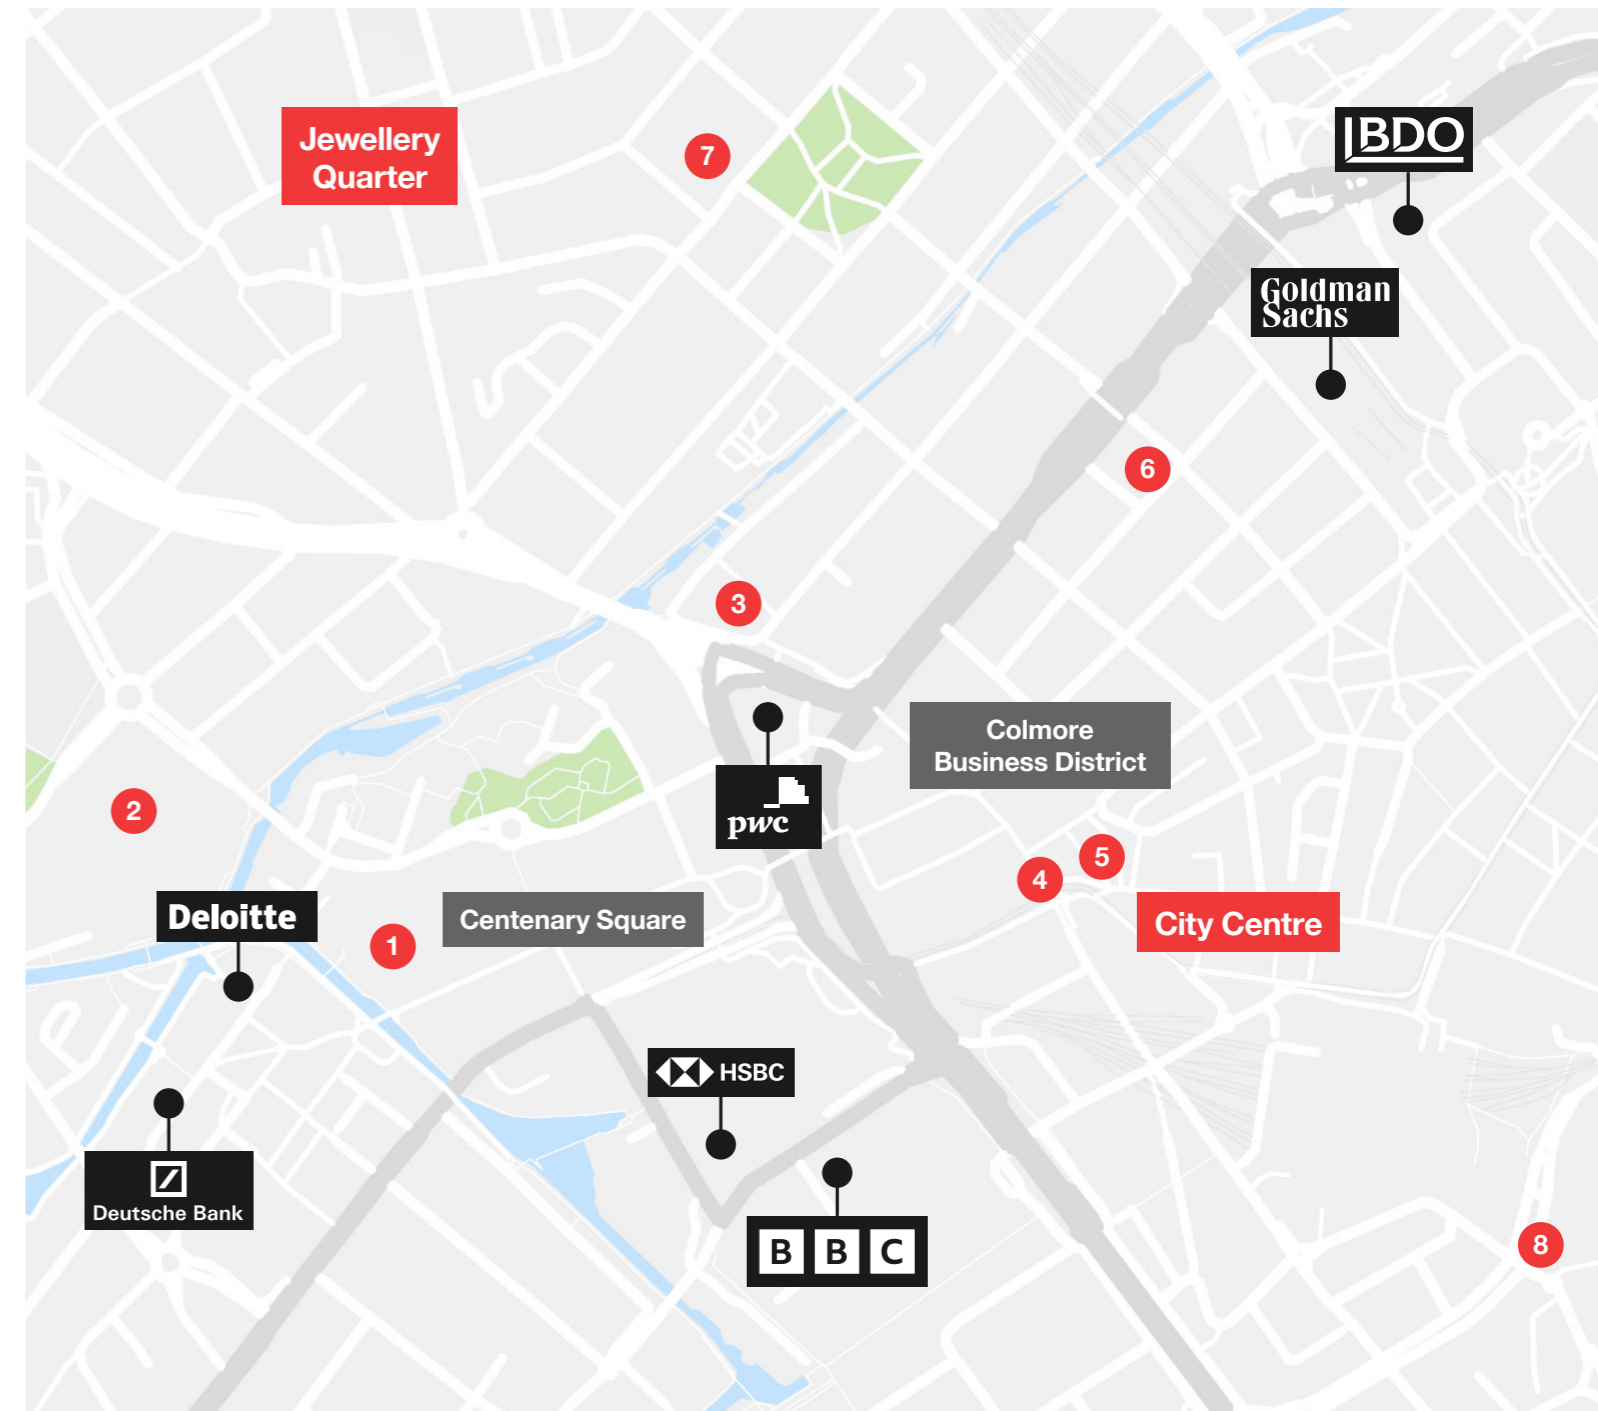 Jewellery
Quarter
7
BDO
Goldman
Sachs
6
3
Colmore
Business District
2
pwc
5
4
Deloitte
1
Centenary Square
City Centre
HSBC
Deutsche Bank
BBC
8